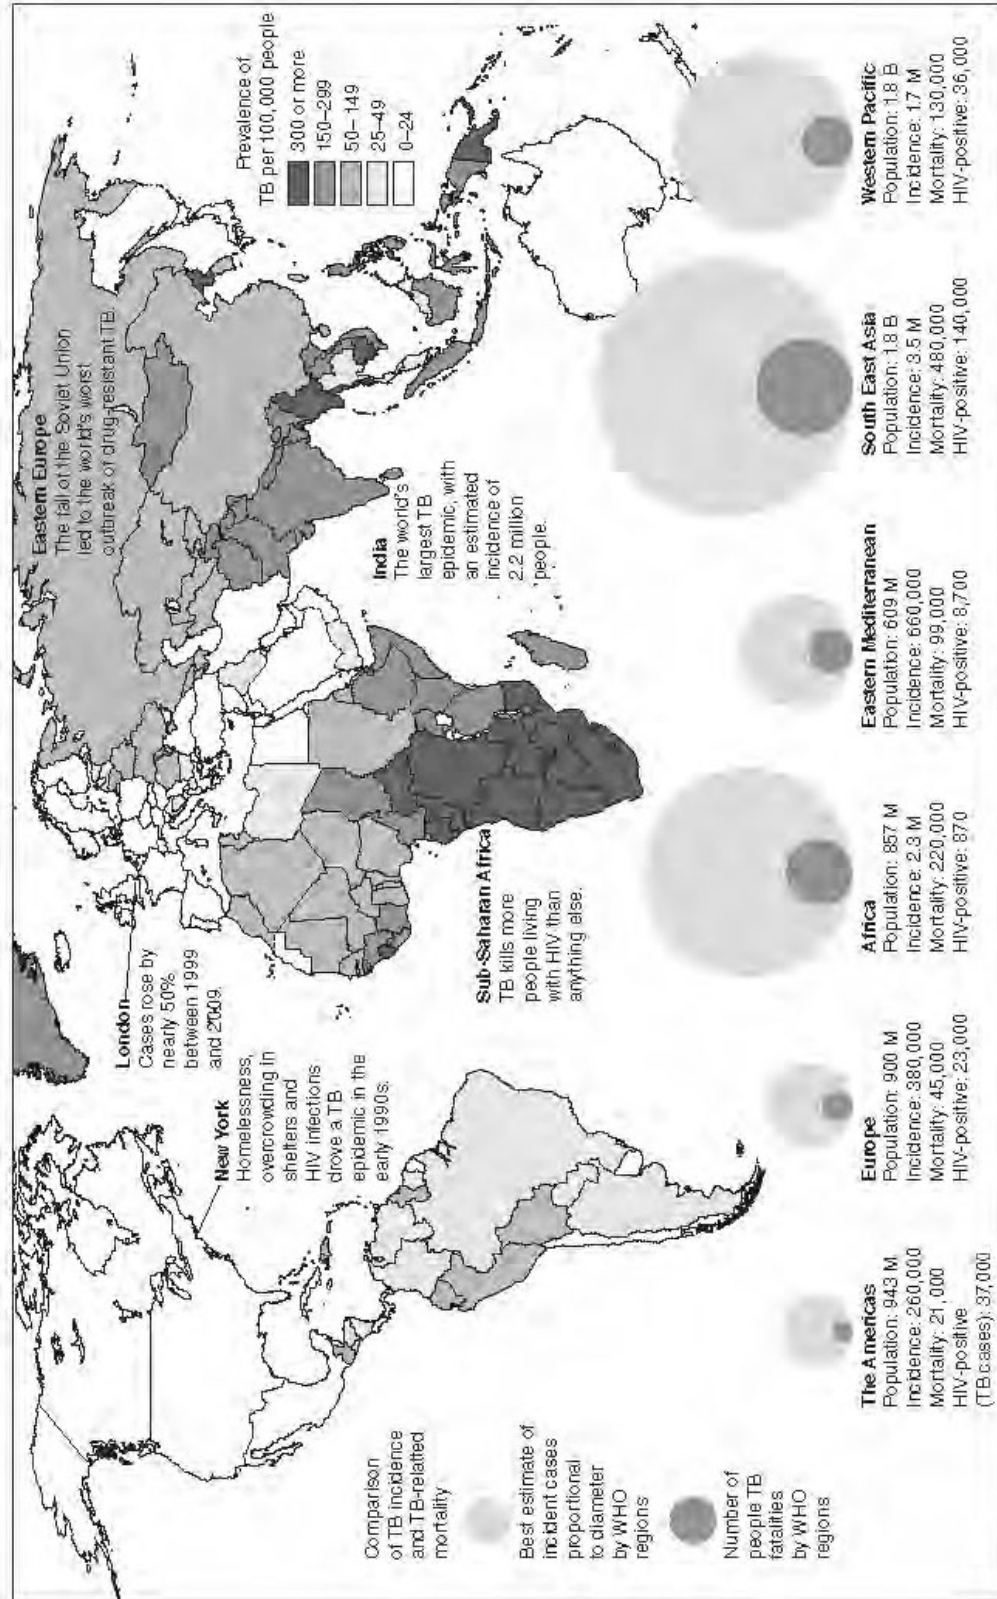 Eastern Europe
The fall of the Soviet Union
led to the world's worst
outbreak of drug-resistant TB.
Prevalence of
TB per 100,000 people
300 or more
150–299
50–149
25–49
0–24
London
Cases rose by
nearly 50%
between 1999
and 2009.
New York
Homelessness,
overcrowding in
shelters and
HIV Infections
drove a TB
epidemic in the
early 1990s.
India
The world's
largest TB
epidemic, with
an estimated
incidence of
2.2 million
people.
Sub-Saharan Africa
TB kills more
people living
with HIV than
anything else.
Comparison
of TB incidence
and TB-relatted
mortality
Best estimate of
incident cases
proportional
to diameter
by WHO
regions
Number of
people TB
fatalities
by WHO
regions
The Americas
Population: 943 M
Incidence: 260,000
Mortality: 21,000
HIV-positive
(TB cases): 37,000
Europe
Population: 900 M
Incidence: 380,000
Mortality: 45,000
HIV-positive: 23,000
Africa
Population: 857 M
Incidence: 2.3 M
Mortality: 220,000
HIV-positive: 870
Eastern Mediterranean
Population: 609 M
Incidence: 660,000
Mortality: 99,000
HIV-positive: 8,700
South East Asia
Population: 1.8 B
Incidence: 3.5 M
Mortality: 480,000
HIV-positive: 140,000
Western Pacific
Population: 1.8 B
Incidence: 1.7 M
Mortality: 130,000
HIV-positive: 36,000